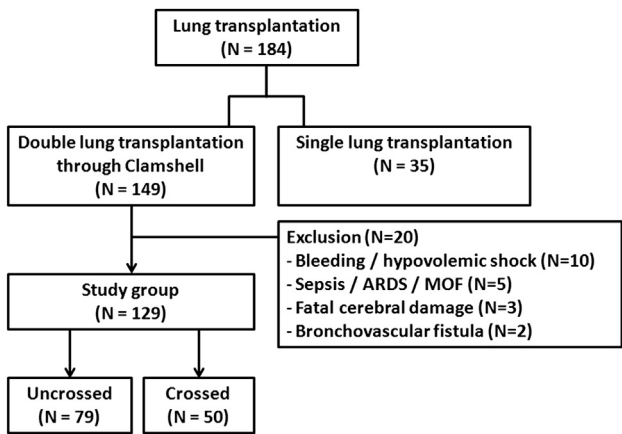 Lung transplantation
(N = 184)
Double lung transplantation
through Clamshell
(N = 149)
Single lung transplantation
(N = 35)
Exclusion (N=20)
- Bleeding / hypovolemic shock (N=10)
- Sepsis / ARDS / MOF (N=5)
- Fatal cerebral damage (N=3)
- Bronchovascular fistula (N=2)
Study group
(N = 129)
Uncrossed
(N = 79)
Crossed
(N = 50)